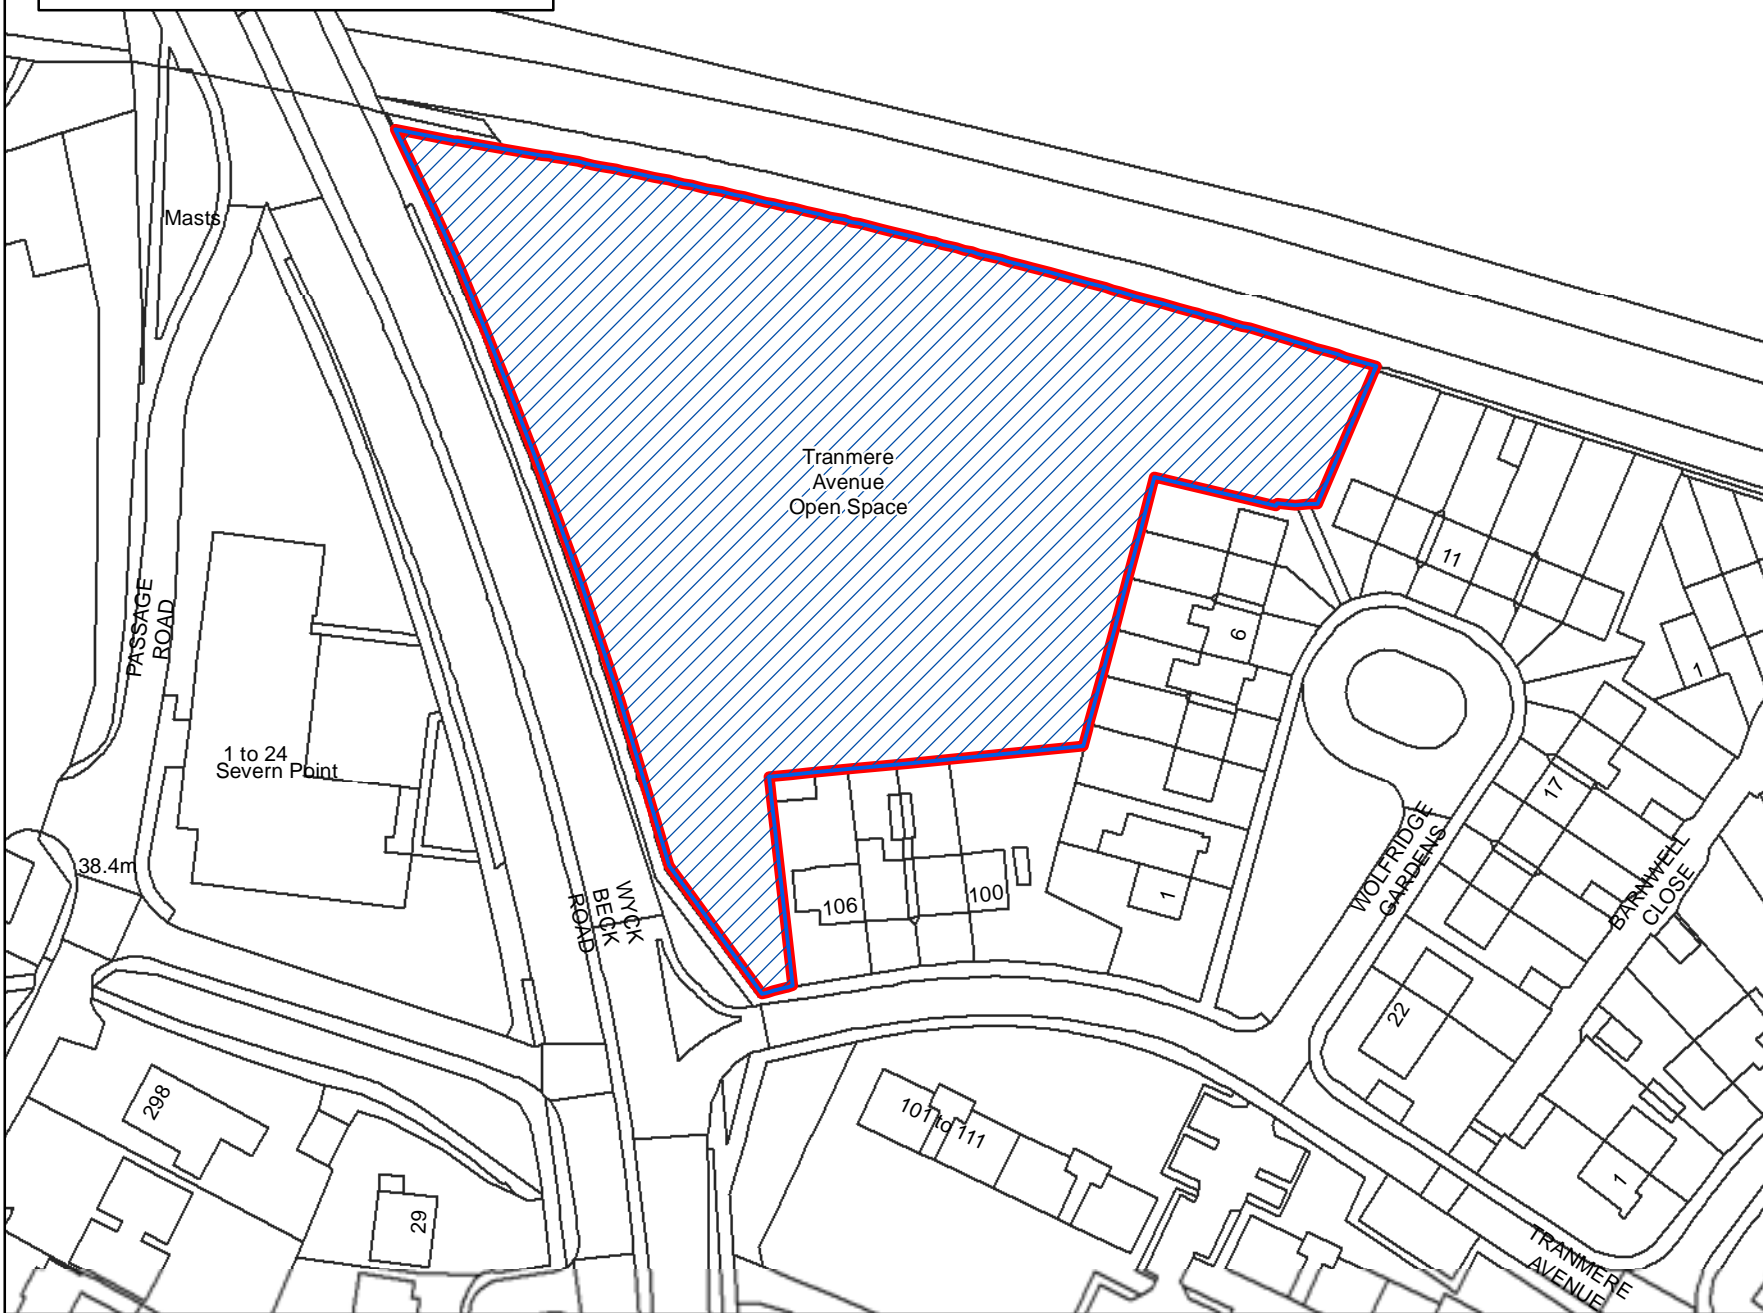 Masts
Tranmere
Avenue
Open Space
11
PASSAGE
ROAD
6
1
1 to 24
Severn Point
17
WOLFRIDGE
GARDENS
BARNWELL
CLOSE
38.4m
WYCK
BECK
ROAD
106
100
1
22
298
101 to 111
29
1
TRANMERE
AVENUE